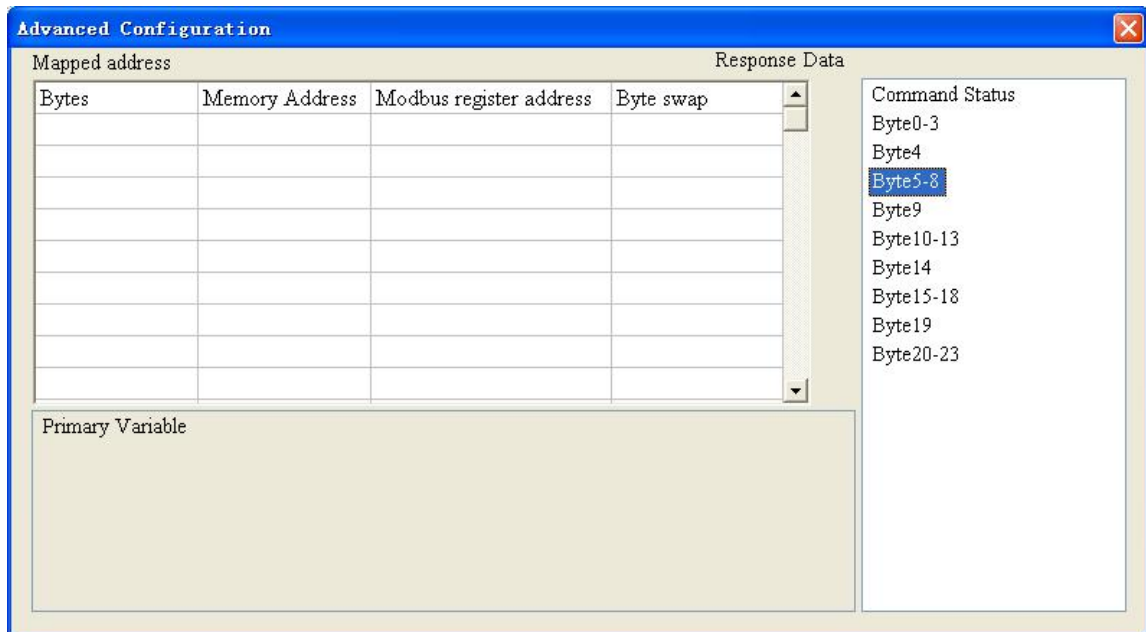 Advanced Configuration
Mapped address
Response Data
Bytes Memory Address Modbus register address Byte swap
Command Status
Byte0-3
Byte4
Byte5-8
Byte9
Byte10-13
Byte14
Byte15-18
Byte19
Byte20-23
Primary Variable